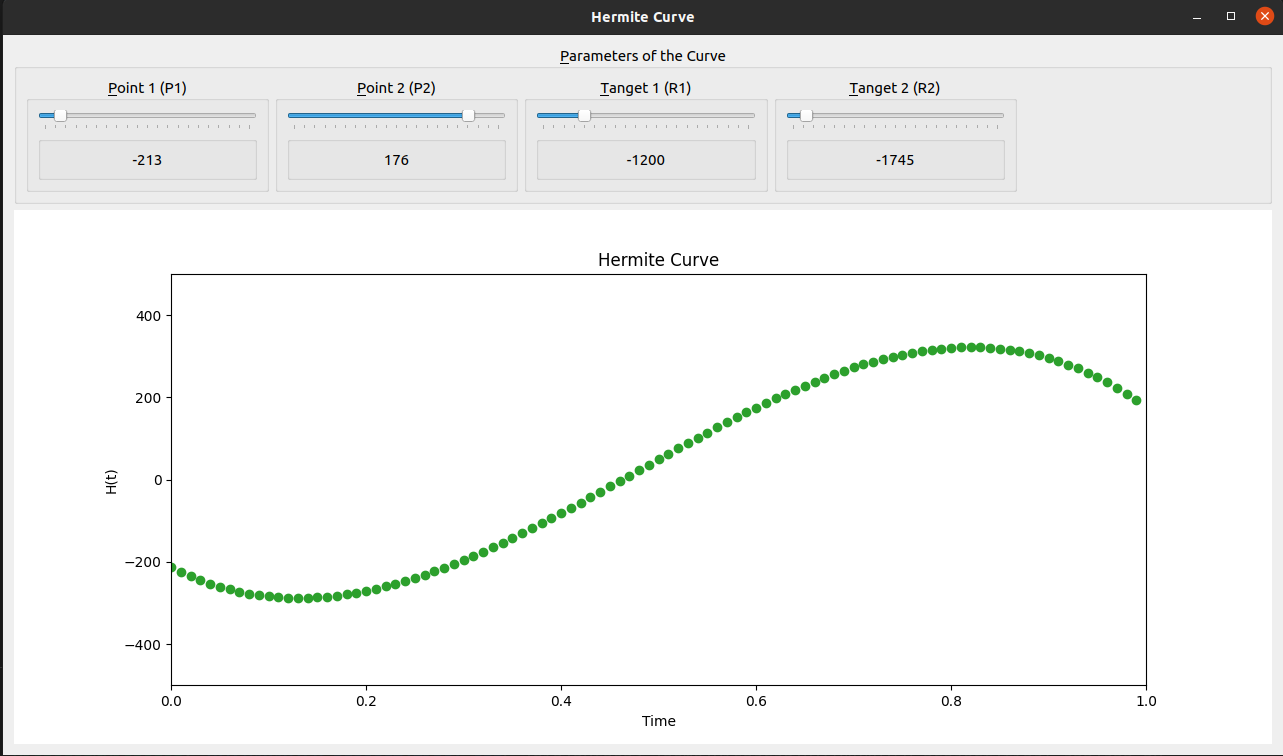 Hermite Curve
Parameters of the Curve
Point 1 (P1)
Point 2 (P2)
Tanget 1 (R1)
Tanget 2 (R2)
-213
176
-1200
-1745
Hermite Curve
400
200
0
−200
−400
H(t)
0.0
0.2
0.4
0.6
0.8
1.0
Time